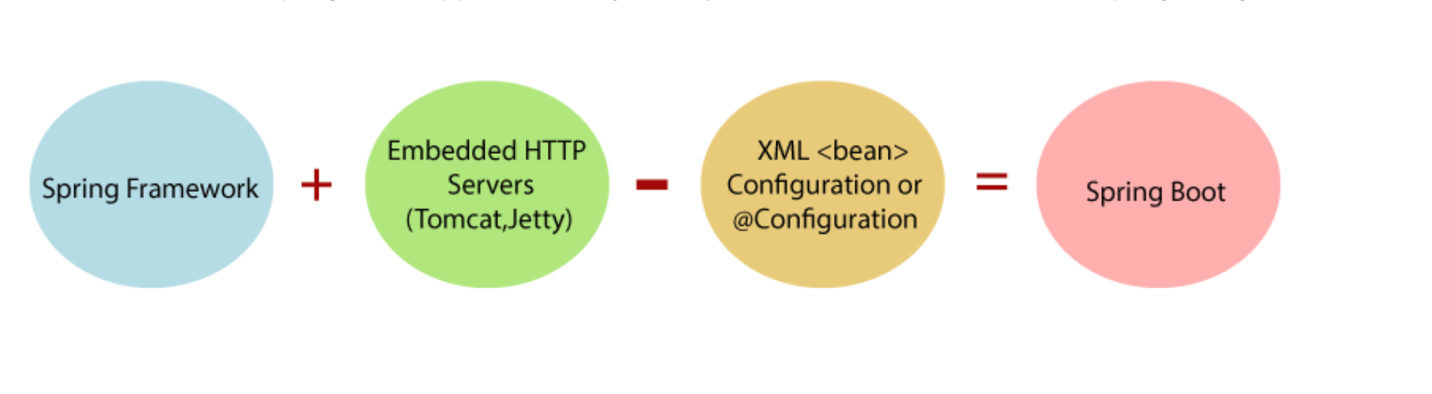 Spring Framework
+
Embedded HTTP
Servers
(Tomcat,Jetty)
-
XML <bean>
Configuration or
@Configuration
=
Spring Boot